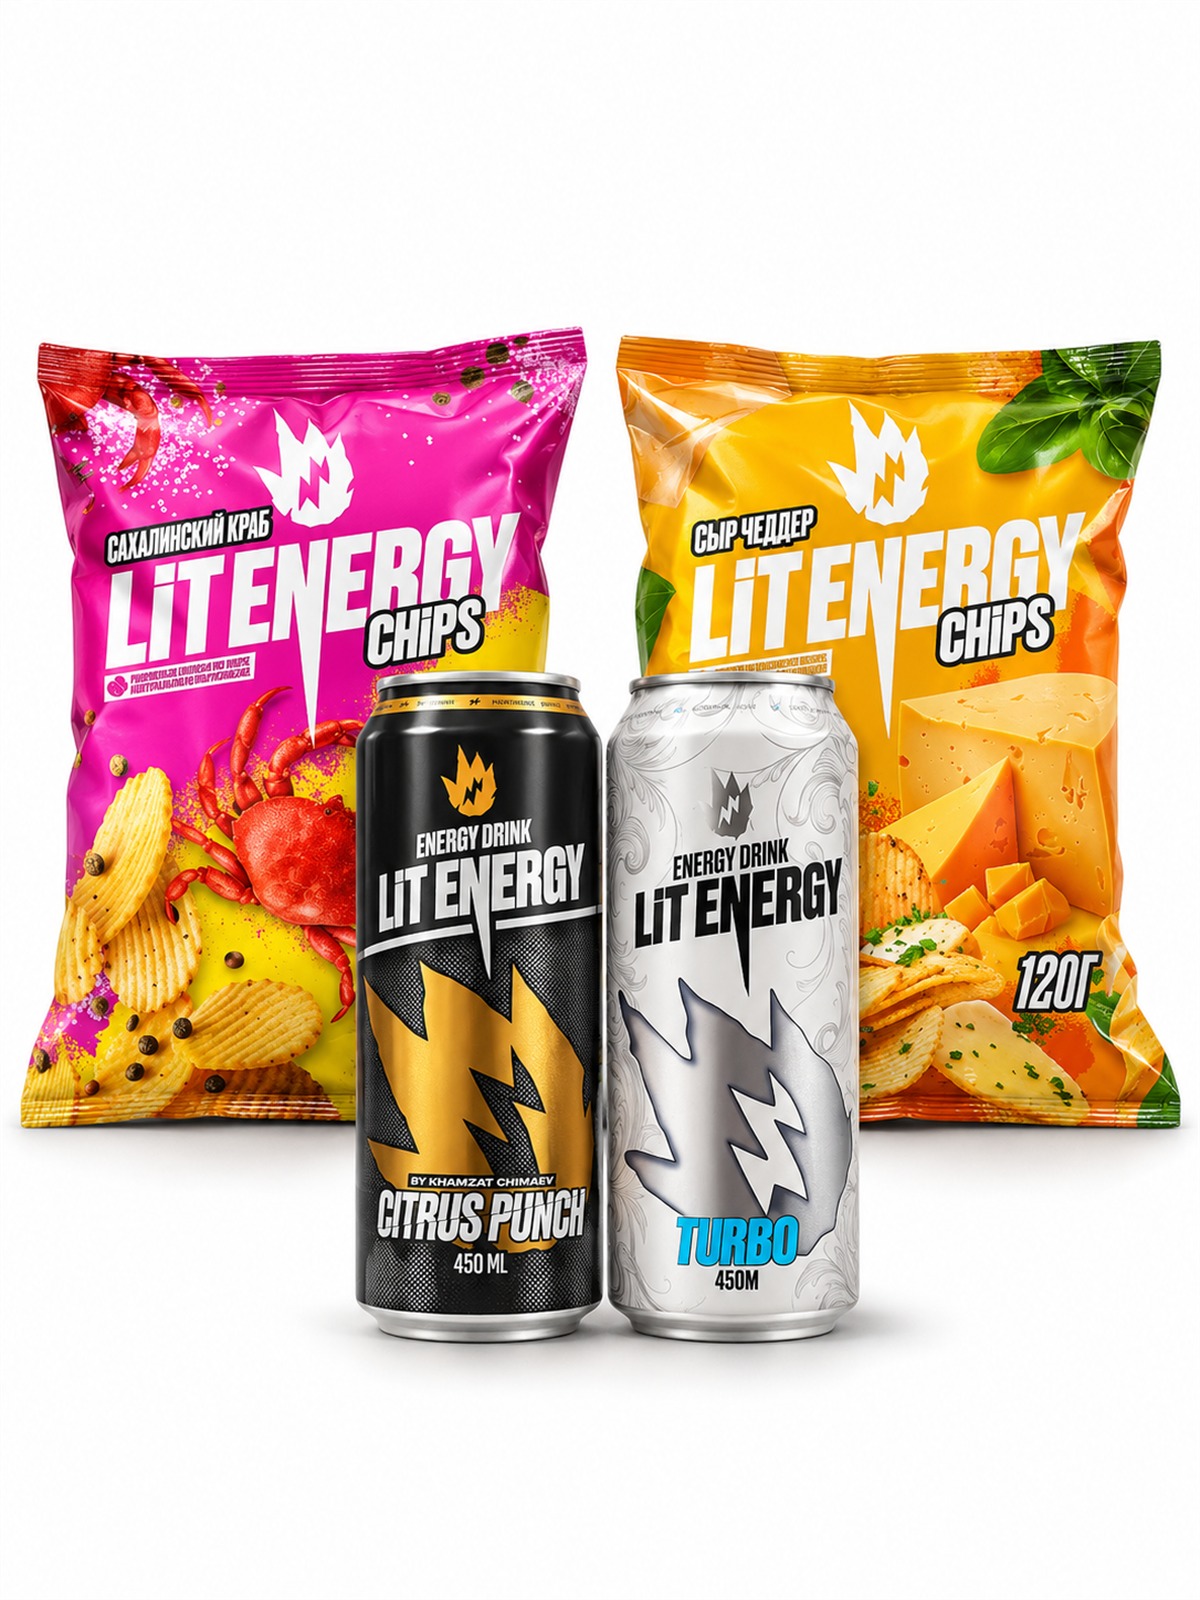 САХАЛИНСКИЙ КРАБ
LiT ENERGY
CHiPS
СЫР ЧЕДДЕР
LiT ENERGY
CHiPS
120Г
ENERGY DRINK
LiT ENERGY
BY KHAMZAT CHIMAEV
CITRUS PUNCH
450 ML
ENERGY DRINK
LiT ENERGY
TURBO
450M